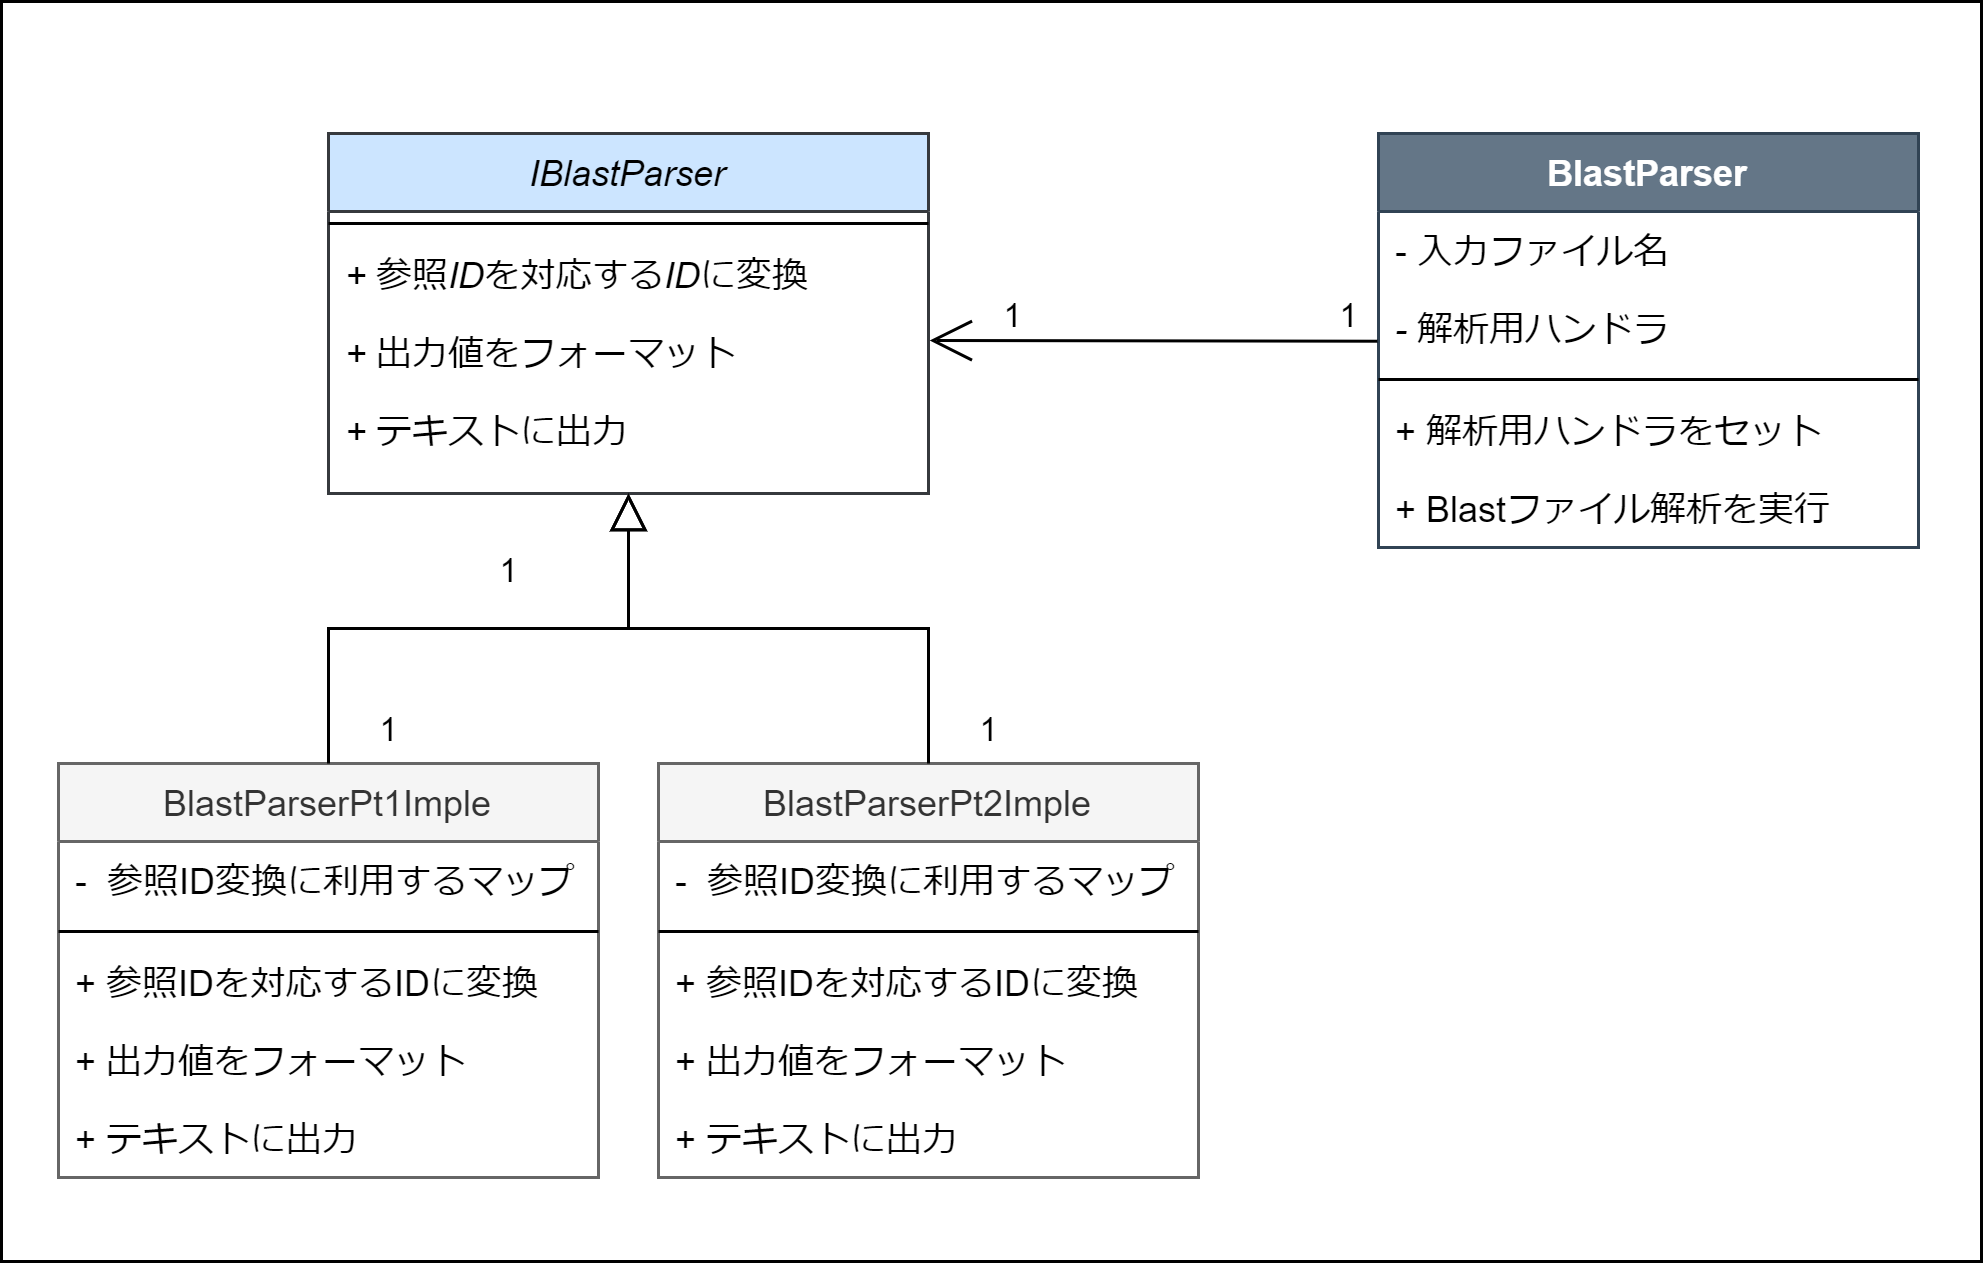 IBlastParser
+ 参照IDを対応するIDに変換
+ 出力値をフォーマット
+ テキストに出力
BlastParser
- 入力ファイル名
- 解析用ハンドラ
+ 解析用ハンドラをセット
+ Blastファイル解析を実行
1
1
1
1
1
BlastParserPt1Imple
- 参照ID変換に利用するマップ
+ 参照IDを対応するIDに変換
+ 出力値をフォーマット
+ テキストに出力
BlastParserPt2Imple
- 参照ID変換に利用するマップ
+ 参照IDを対応するIDに変換
+ 出力値をフォーマット
+ テキストに出力